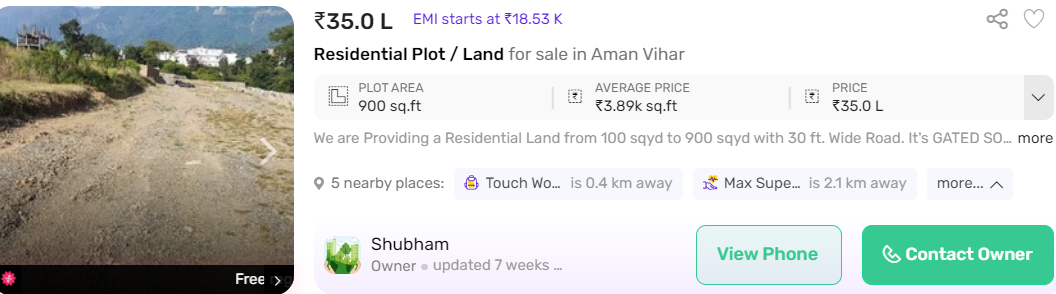 ₹35.0 L EMI starts at ₹18.53 K
Residential Plot / Land for sale in Aman Vihar
PLOT AREA
900 sq.ft
AVERAGE PRICE
₹3.89k sq.ft
PRICE
₹35.0 L
We are Providing a Residential Land from 100 sqyd to 900 sqyd with 30 ft. Wide Road. It's GATED SO... more
5 nearby places: Touch Wo... is 0.4 km away Max Supe... is 2.1 km away more...
Shubham
Owner updated 7 weeks ...
View Phone
Contact Owner
Free